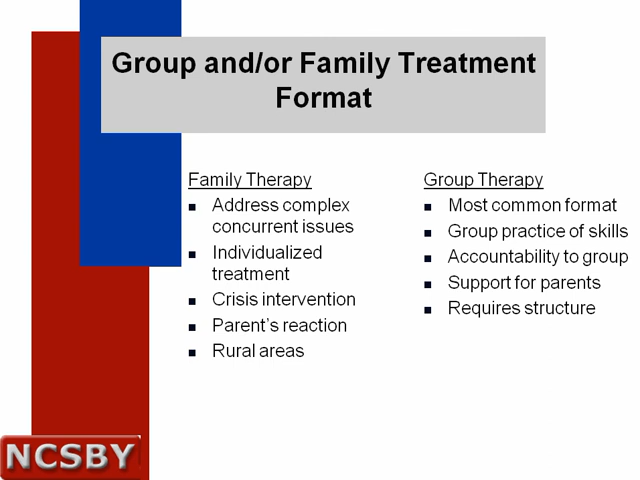 Group and/or Family Treatment
Format
Family Therapy
■ Address complex
concurrent issues
■ Individualized
treatment
■ Crisis intervention
■ Parent's reaction
■ Rural areas
Group Therapy
■ Most common format
■ Group practice of skills
■ Accountability to group
■ Support for parents
■ Requires structure
NCSBY